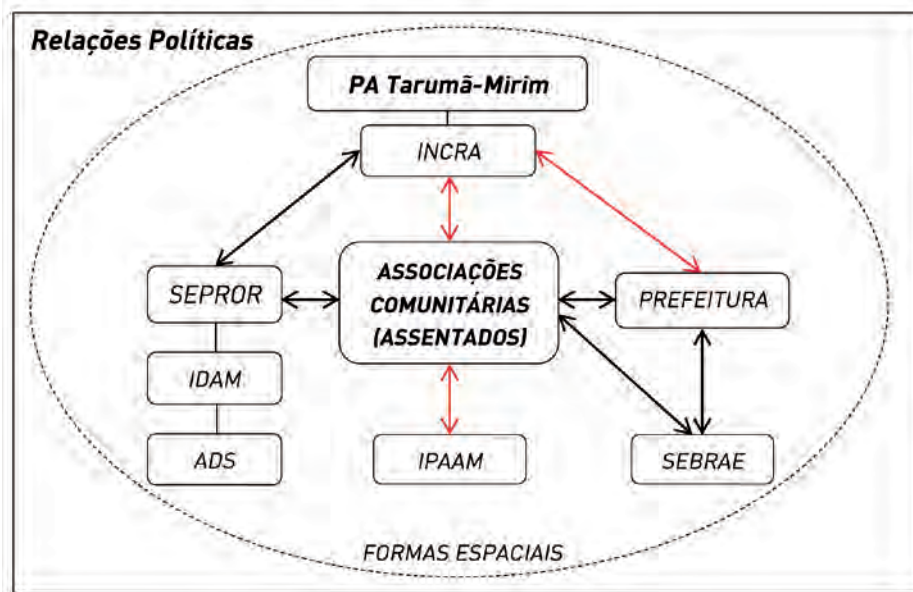 Relações Políticas
PA Tarumã-Mirim
INCRA
SEPROR
ASSOCIAÇÕES
COMUNITÁRIAS
(ASSENTADOS)
PREFEITURA
IDAM
ADS
IPAAM
SEBRAE
FORMAS ESPACIAIS